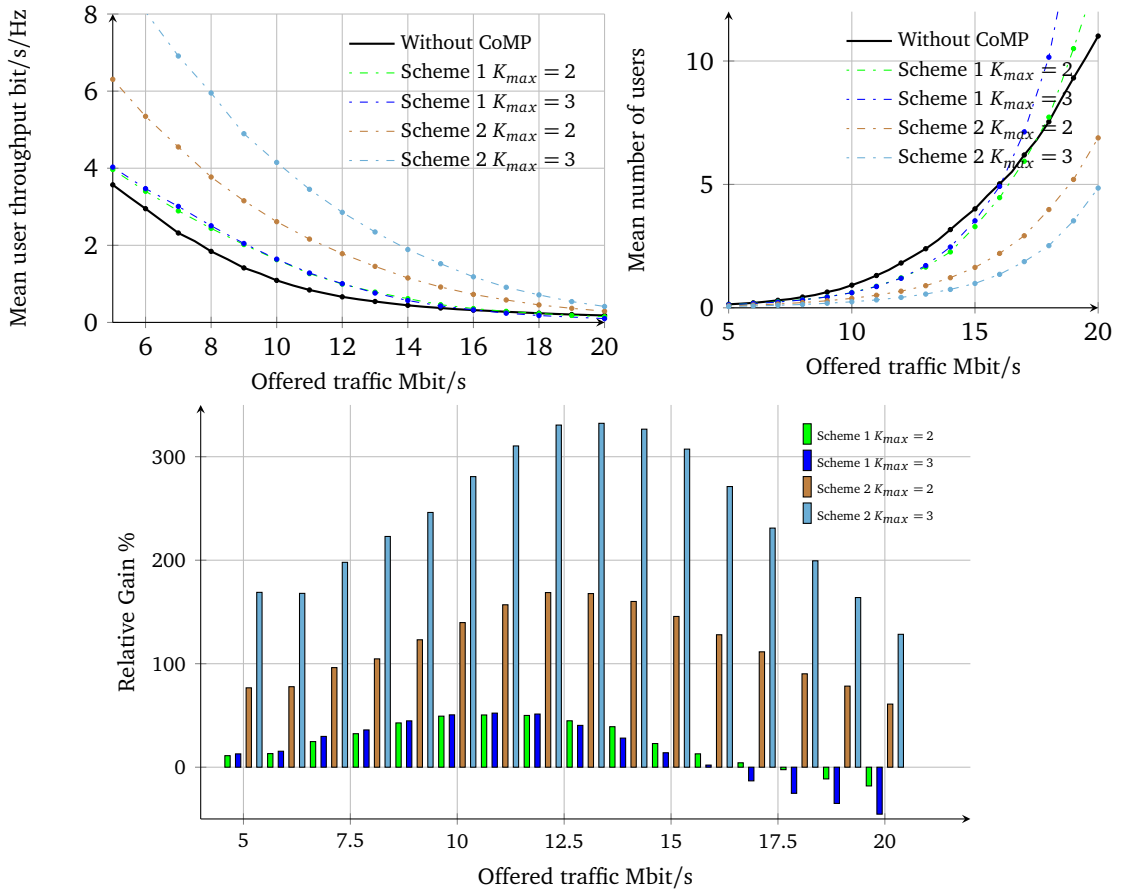 Mean user throughput bit/s/Hz
8
6
4
2
0
6 8 10 12 14 16 18 20
Offered traffic Mbit/s
Without CoMP
Scheme 1 K_max = 2
Scheme 1 K_max = 3
Scheme 2 K_max = 2
Scheme 2 K_max = 3
Mean number of users
10
5
0
5 10 15 20
Offered traffic Mbit/s
Without CoMP
Scheme 1 K_max = 2
Scheme 1 K_max = 3
Scheme 2 K_max = 2
Scheme 2 K_max = 3
Relative Gain %
300
200
100
0
5 7.5 10 12.5 15 17.5 20
Offered traffic Mbit/s
Scheme 1 K_max = 2
Scheme 1 K_max = 3
Scheme 2 K_max = 2
Scheme 2 K_max = 3